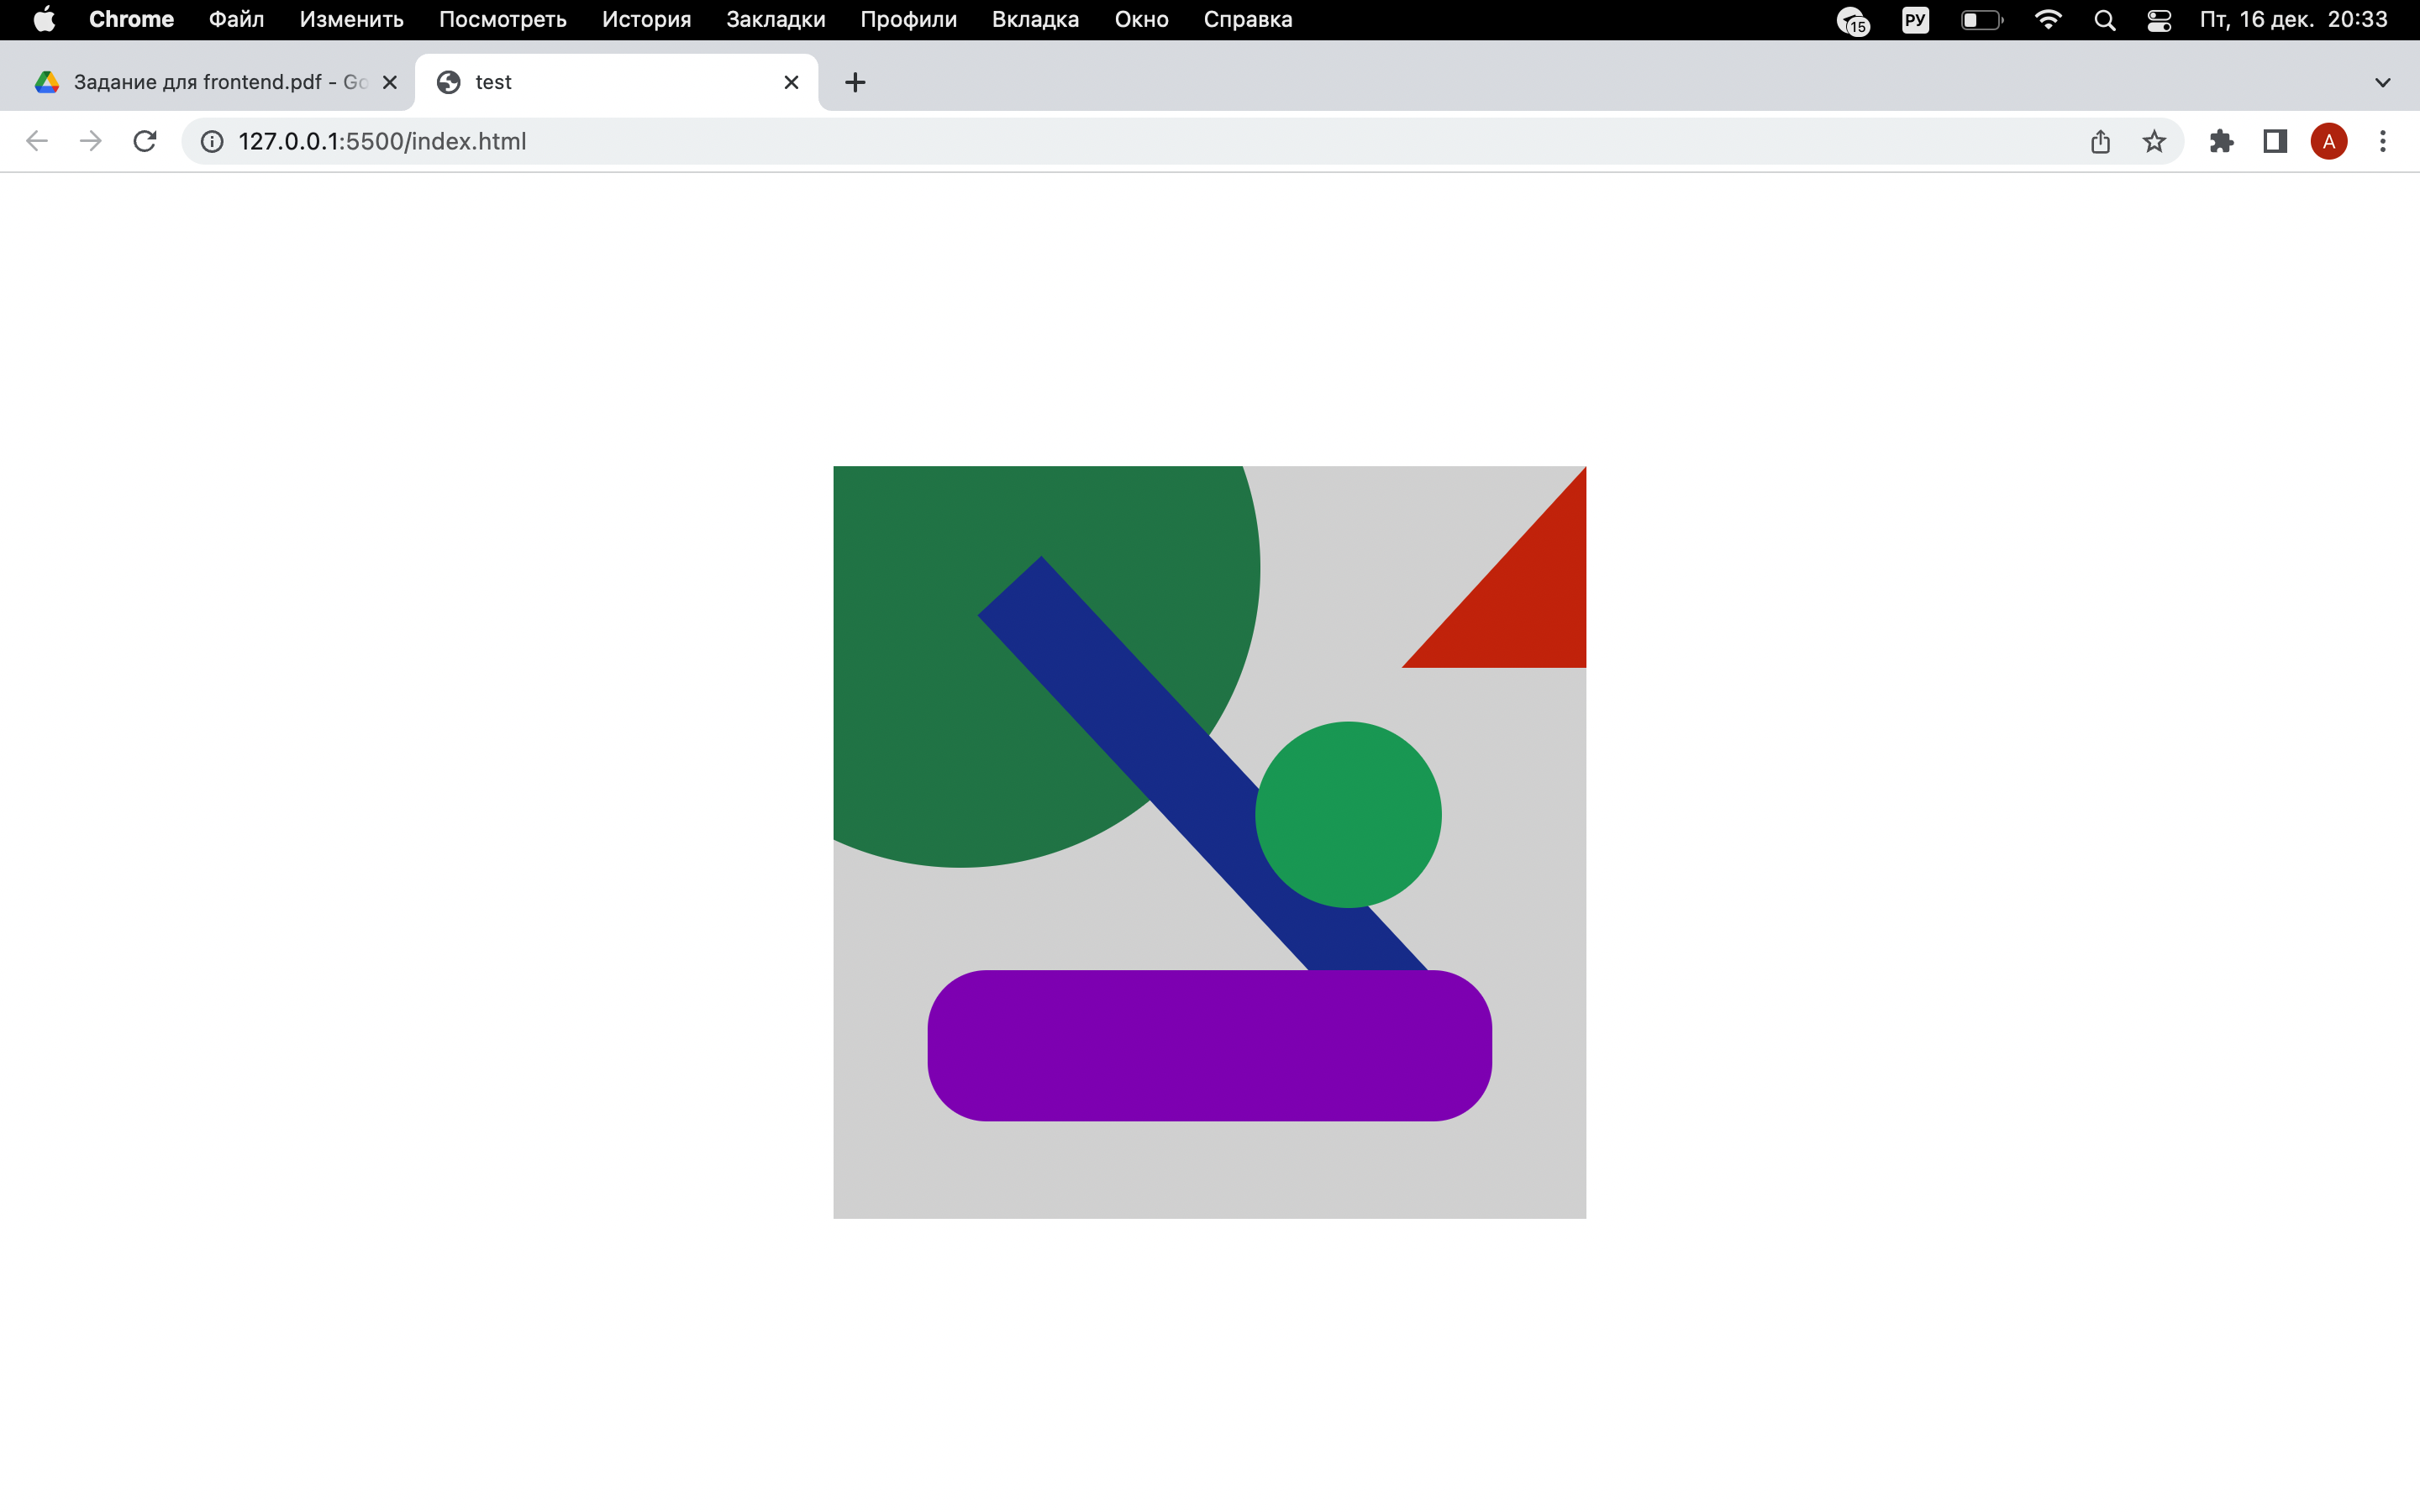 Chrome Файл Изменить Посмотреть История Закладки Профили Вкладка Окно Справка 15 РУ Пт, 16 дек. 20:33
Задание для frontend.pdf - Go test
127.0.0.1:5500/index.html A